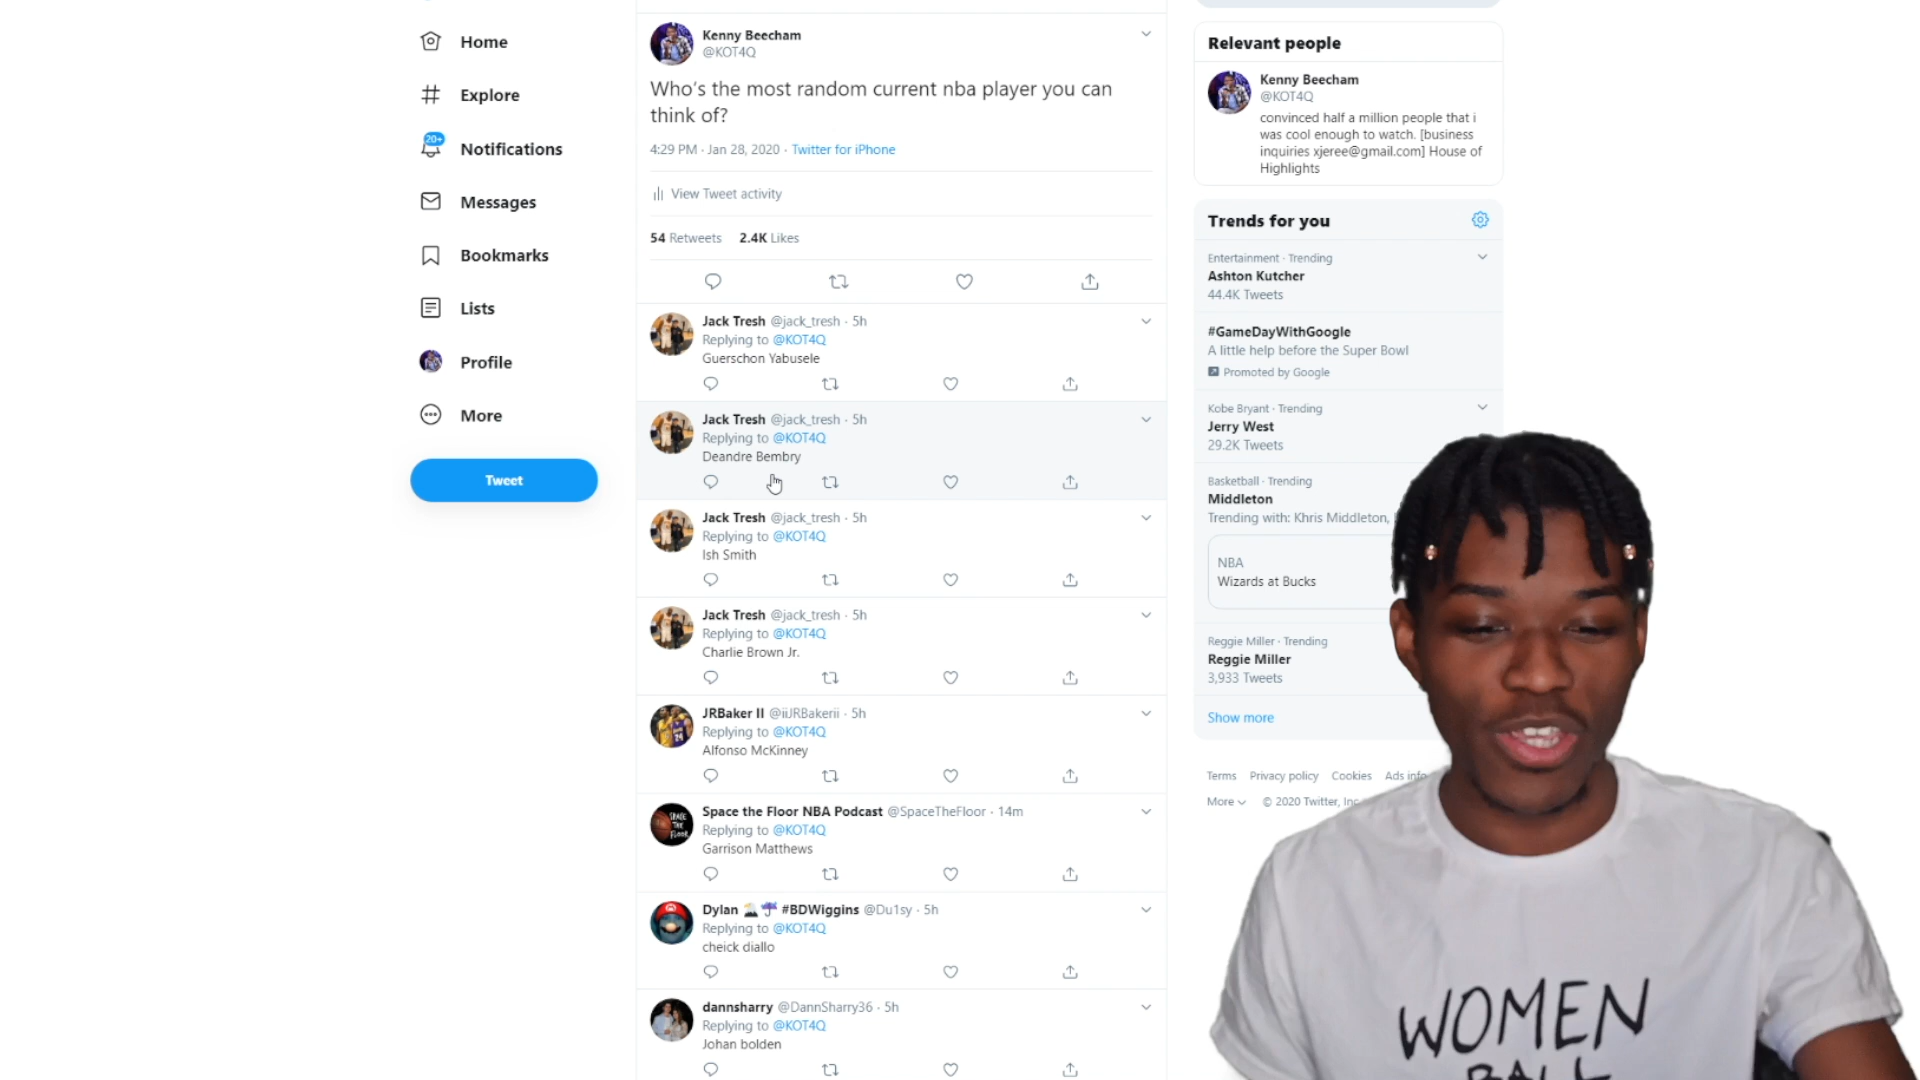 Home
Explore
20+
Notifications
Messages
Bookmarks
Lists
Profile
More
Tweet
Kenny Beecham
@KOT4Q
Who's the most random current nba player you can
think of?
4:29 PM · Jan 28, 2020 · Twitter for iPhone
View Tweet activity
54 Retweets 2.4K Likes
Jack Tresh @jack_tresh · 5h
Replying to @KOT4Q
Guerschon Yabusele
Jack Tresh @jack_tresh · 5h
Replying to @KOT4Q
Deandre Bembry
Jack Tresh @jack_tresh · 5h
Replying to @KOT4Q
Ish Smith
Jack Tresh @jack_tresh · 5h
Replying to @KOT4Q
Charlie Brown Jr.
JRBaker II @iiJRBakerii · 5h
Replying to @KOT4Q
Alfonso McKinney
SPACE
THE
FLOOR
Space the Floor NBA Podcast @SpaceTheFloor · 14m
Replying to @KOT4Q
Garrison Matthews
Dylan #BDWiggins @Du1sy · 5h
Replying to @KOT4Q
cheick diallo
dannsharry @DannSharry36 · 5h
Replying to @KOT4Q
Johan bolden
Relevant people
Kenny Beecham
@KOT4Q
convinced half a million people that i
was cool enough to watch. [business
inquiries xjeree@gmail.com] House of
Highlights
Trends for you
Entertainment · Trending
Ashton Kutcher
44.4K Tweets
#GameDayWithGoogle
A little help before the Super Bowl
Promoted by Google
Kobe Bryant · Trending
Jerry West
29.2K Tweets
Basketball · Trending
Middleton
Trending with: Khris Middleton,
NBA
Wizards at Bucks
Reggie Miller · Trending
Reggie Miller
3,933 Tweets
Show more
Terms Privacy policy Cookies Ads info
More © 2020 Twitter, Inc
WOMEN
BALL